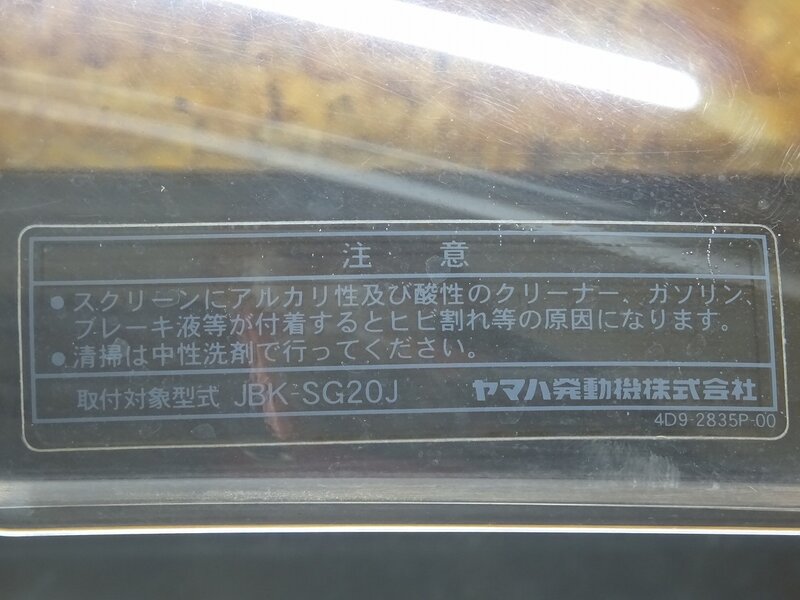 注意
●スクリーンにアルカリ性及び酸性のクリーナー、ガソリン、
ブレーキ液等が付着するとヒビ割れ等の原因になります。
●清掃は中性洗剤で行ってください。
取付対象型式 JBK-SG20J ヤマハ発動機株式会社
4D9-2835P-00